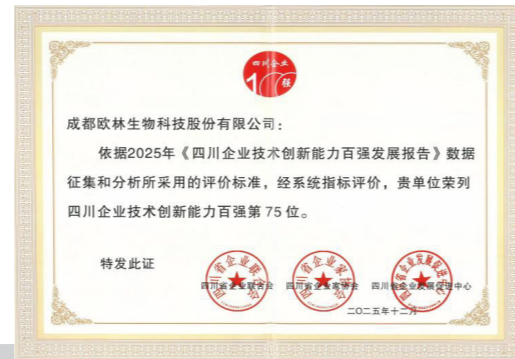 四川企业
100强
成都欧林生物科技股份有限公司：
依据2025年《四川企业技术创新能力百强发展报告》数据
征集和分析所采用的评价标准，经系统指标评价，贵单位荣列
四川企业技术创新能力百强第 75 位。
特发此证
四川省企业联合会 四川省企业家协会 四川省企业发展促进中心
二〇二五年十二月